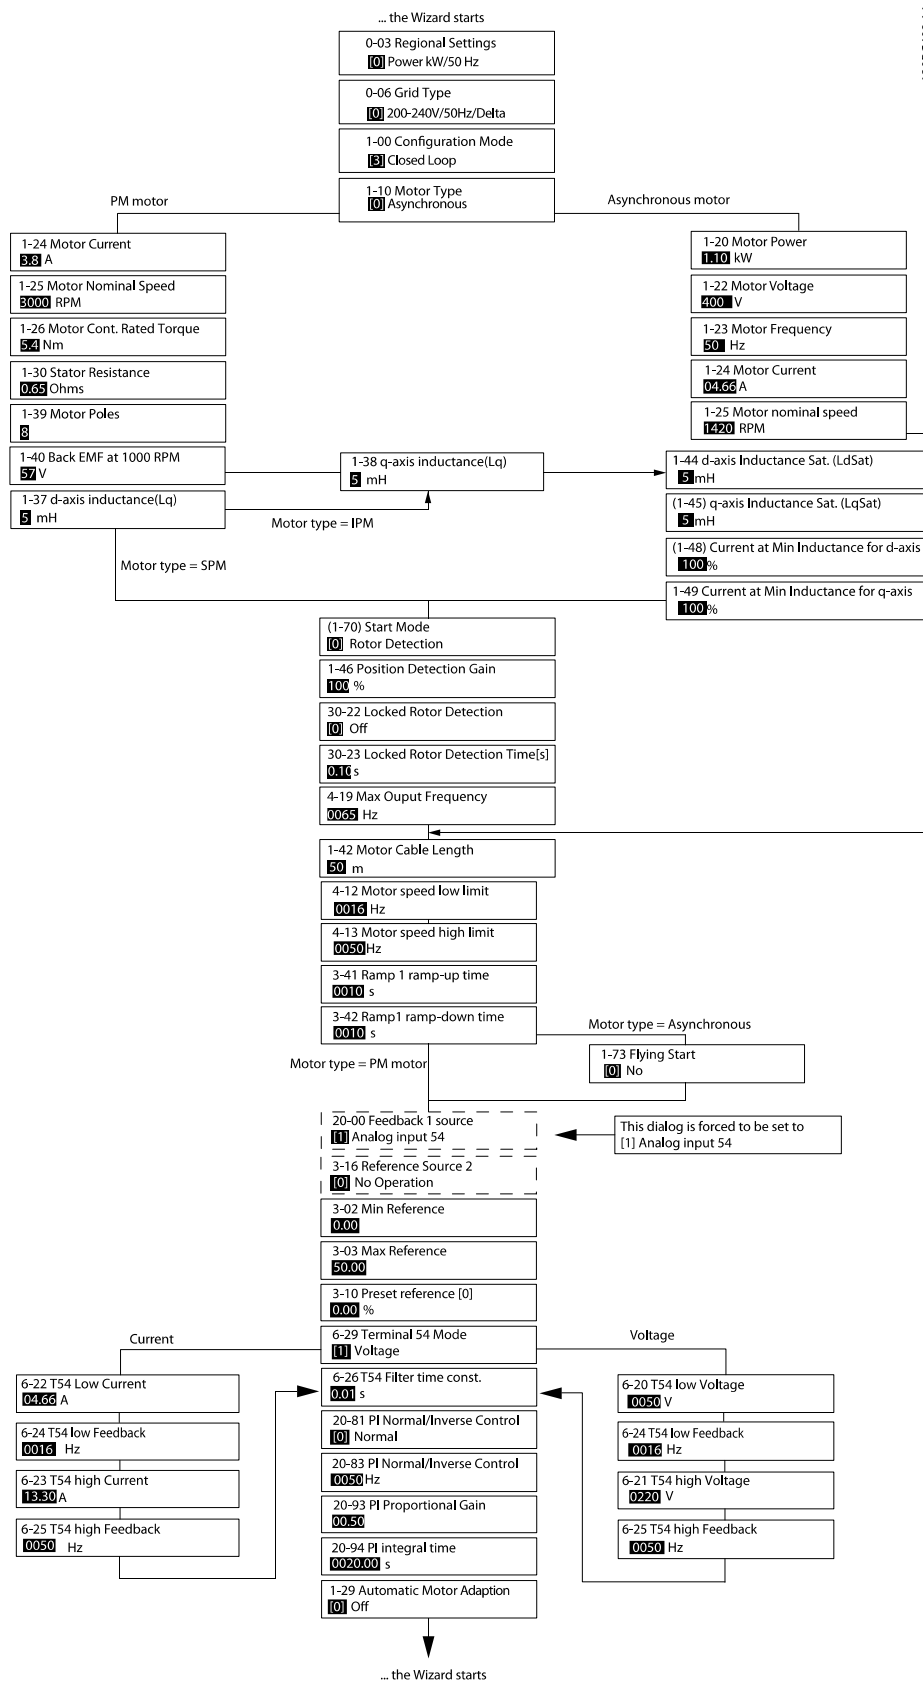 ... the Wizard starts
0-03 Regional Settings
[0] Power kW/50 Hz
0-06 Grid Type
[0] 200-240V/50Hz/Delta
1-00 Configuration Mode
[3] Closed Loop
1-10 Motor Type
[0] Asynchronous
PM motor
Asynchronous motor
1-24 Motor Current
3.8 A
1-25 Motor Nominal Speed
3000 RPM
1-26 Motor Cont. Rated Torque
5.4 Nm
1-30 Stator Resistance
0.65 Ohms
1-39 Motor Poles
8
1-40 Back EMF at 1000 RPM
57 V
1-37 d-axis inductance(Lq)
5 mH
1-20 Motor Power
1.10 kW
1-22 Motor Voltage
400 V
1-23 Motor Frequency
50 Hz
1-24 Motor Current
04.66 A
1-25 Motor nominal speed
1420 RPM
1-38 q-axis inductance(Lq)
5 mH
Motor type = IPM
Motor type = SPM
1-44 d-axis Inductance Sat. (LdSat)
5 mH
(1-45) q-axis Inductance Sat. (LqSat)
5 mH
(1-48) Current at Min Inductance for d-axis
100 %
1-49 Current at Min Inductance for q-axis
100 %
(1-70) Start Mode
[0] Rotor Detection
1-46 Position Detection Gain
100 %
30-22 Locked Rotor Detection
[0] Off
30-23 Locked Rotor Detection Time[s]
0.10 s
4-19 Max Ouput Frequency
0065 Hz
1-42 Motor Cable Length
50 m
4-12 Motor speed low limit
0016 Hz
4-13 Motor speed high limit
0050 Hz
3-41 Ramp 1 ramp-up time
0010 s
3-42 Ramp1 ramp-down time
0010 s
Motor type = Asynchronous
1-73 Flying Start
[0] No
Motor type = PM motor
20-00 Feedback 1 source
[1] Analog input 54
This dialog is forced to be set to
[1] Analog input 54
3-16 Reference Source 2
[0] No Operation
3-02 Min Reference
0.00
3-03 Max Reference
50.00
3-10 Preset reference [0]
0.00 %
6-29 Terminal 54 Mode
[1] Voltage
Current
Voltage
6-22 T54 Low Current
04.66 A
6-24 T54 low Feedback
0016 Hz
6-23 T54 high Current
13.30 A
6-25 T54 high Feedback
0050 Hz
6-26 T54 Filter time const.
0.01 s
20-81 PI Normal/Inverse Control
[0] Normal
20-83 PI Normal/Inverse Control
0050 Hz
20-93 PI Proportional Gain
00.50
20-94 PI integral time
0020.00 s
1-29 Automatic Motor Adaption
[0] Off
6-20 T54 low Voltage
0050 V
6-24 T54 low Feedback
0016 Hz
6-21 T54 high Voltage
0220 V
6-25 T54 high Feedback
0050 Hz
... the Wizard starts